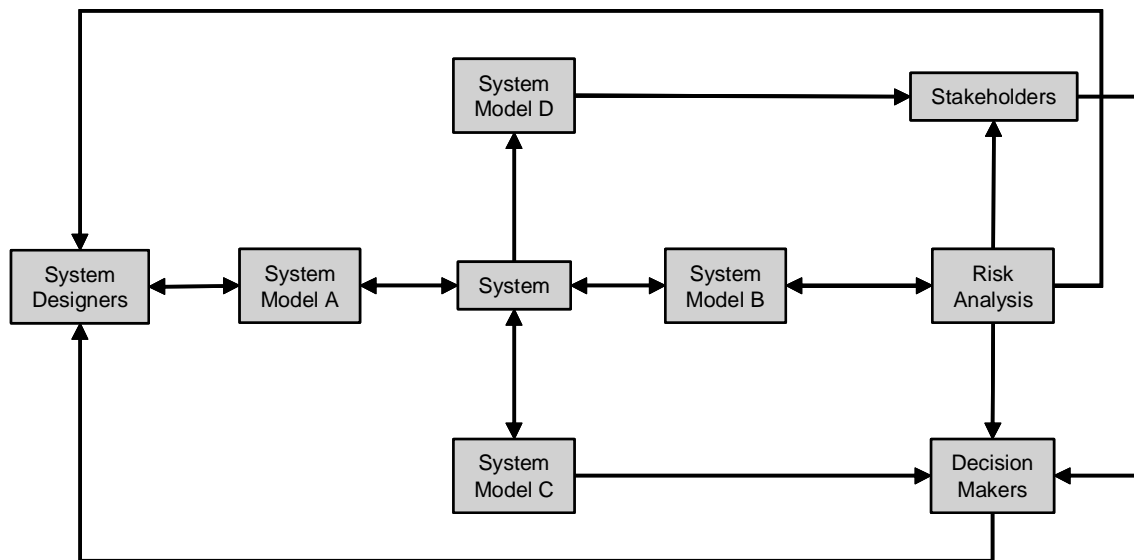 System
Model D
Stakeholders
System
Designers
System
Model A
System
System
Model B
Risk
Analysis
System
Model C
Decision
Makers